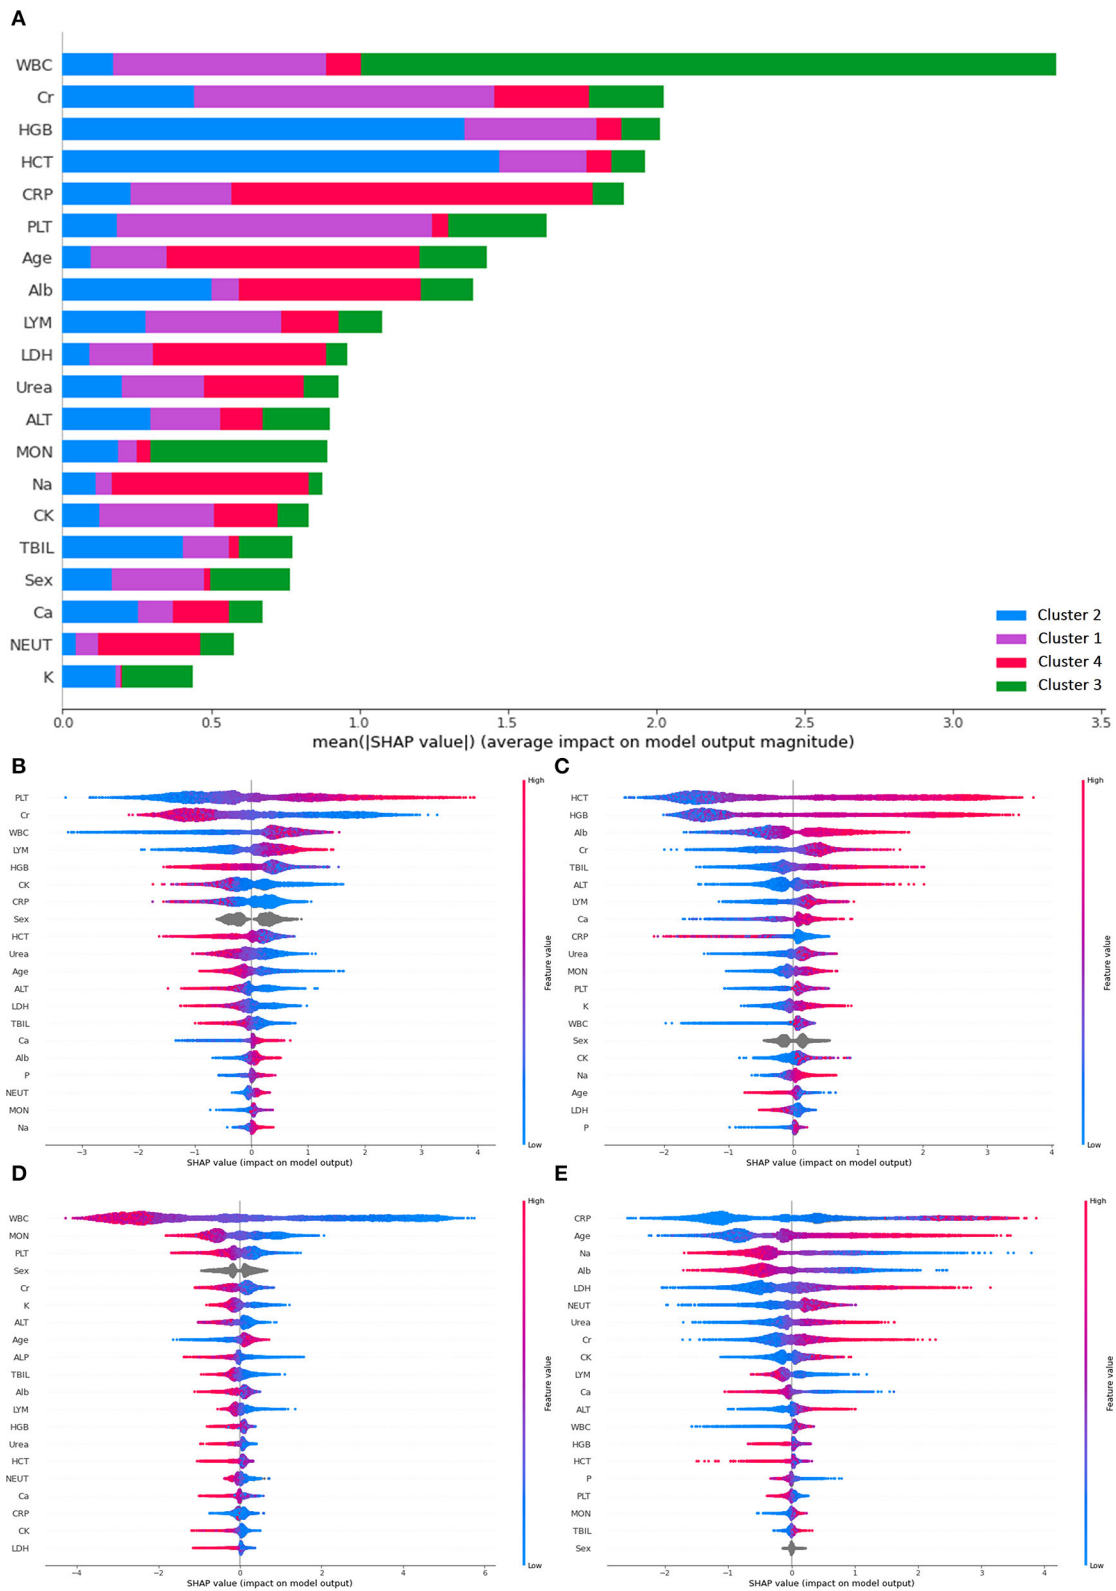 A
WBC
Cr
HGB
HCT
CRP
PLT
Age
Alb
LYM
LDH
Urea
ALT
MON
Na
CK
TBIL
Sex
Ca
NEUT
K
Cluster 2
Cluster 1
Cluster 4
Cluster 3
0.0 0.5 1.0 1.5 2.0 2.5 3.0 3.5
mean(|SHAP value|) (average impact on model output magnitude)
B
High
PLT
Cr
WBC
LYM
HGB
CK
CRP
Sex
HCT
Urea
Age
ALT
LDH
TBIL
Ca
Alb
P
NEUT
MON
Na
Feature value
Low
−3 −2 −1 0 1 2 3 4
SHAP value (impact on model output)
C
High
HCT
HGB
Alb
Cr
TBIL
ALT
LYM
Ca
CRP
Urea
MON
PLT
K
WBC
Sex
CK
Na
Age
LDH
P
Feature value
Low
−2 −1 0 1 2 3 4
SHAP value (impact on model output)
D
High
WBC
MON
PLT
Sex
Cr
K
ALT
Age
ALP
TBIL
Alb
LYM
HGB
Urea
HCT
NEUT
Ca
CRP
CK
LDH
Feature value
Low
−4 −2 0 2 4 6
SHAP value (impact on model output)
E
High
CRP
Age
Na
Alb
LDH
NEUT
Urea
Cr
CK
LYM
Ca
ALT
WBC
HGB
HCT
P
PLT
MON
TBIL
Sex
Feature value
Low
−2 −1 0 1 2 3 4
SHAP value (impact on model output)